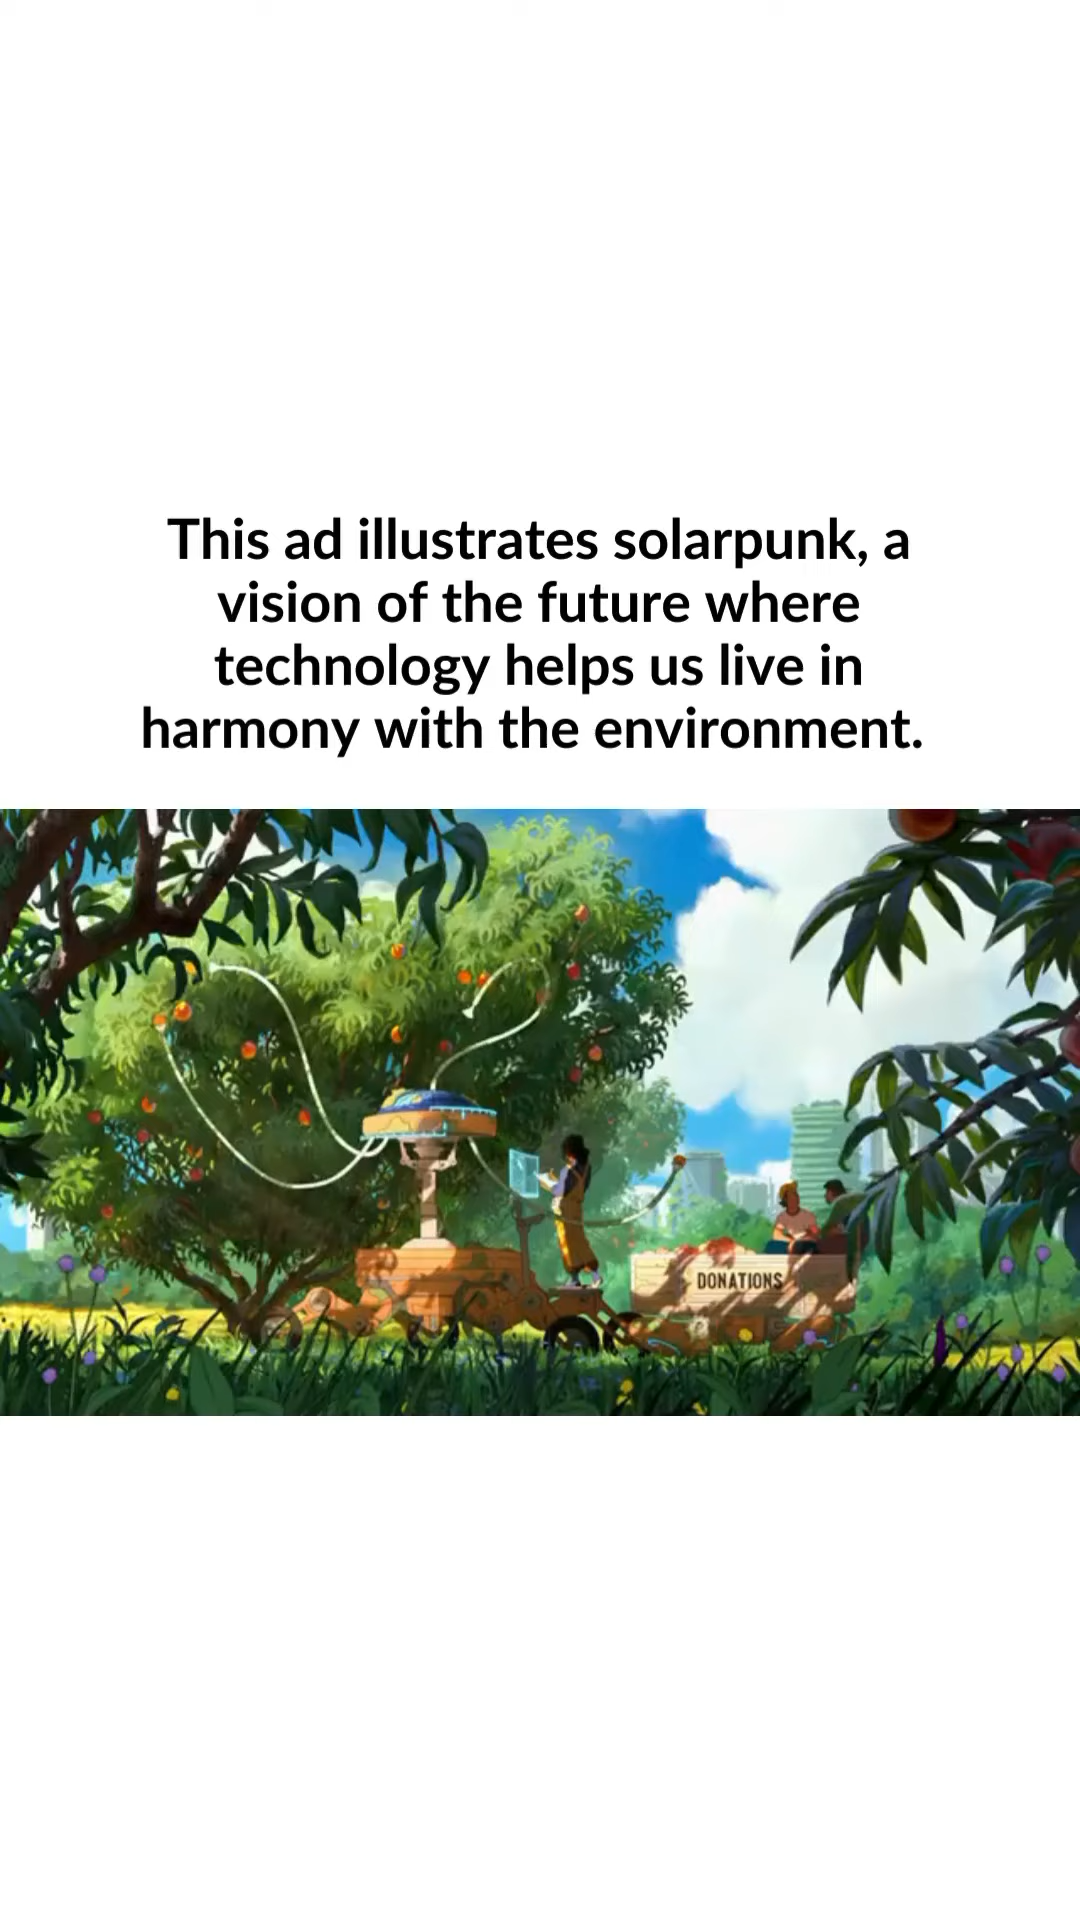 This ad illustrates solarpunk, a
vision of the future where
technology helps us live in
harmony with the environment.
DONATIONS